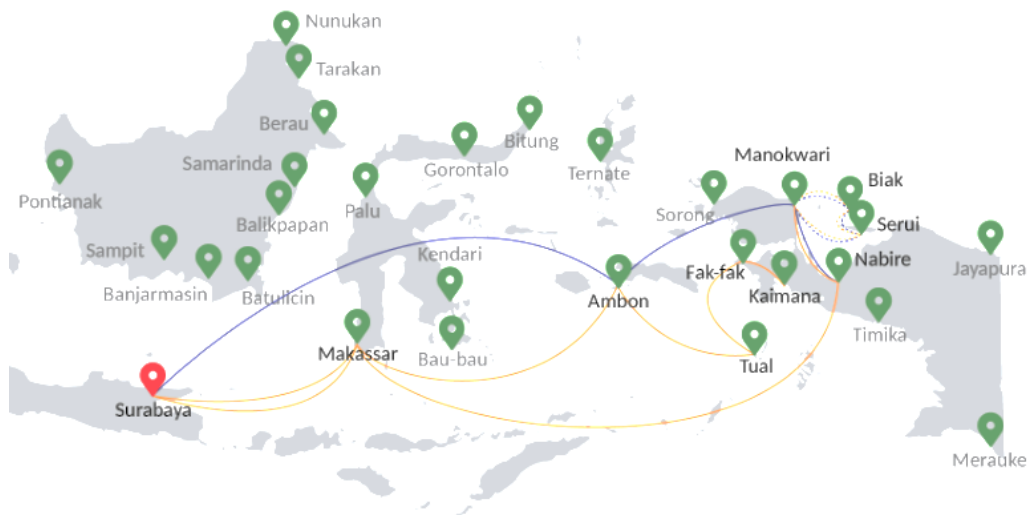 Nunukan
Tarakan
Berau
Bitung
Samarinda
Gorontalo
Ternate
Manokwari
Biak
Pontianak
Palu
Sorong
Balikpapan
Serui
Sampit
Kendari
Nabire
Fak-fak
Jayapura
Banjarmasin
Batulicin
Ambon
Kaimana
Timika
Makassar
Bau-bau
Tual
Surabaya
Merauke